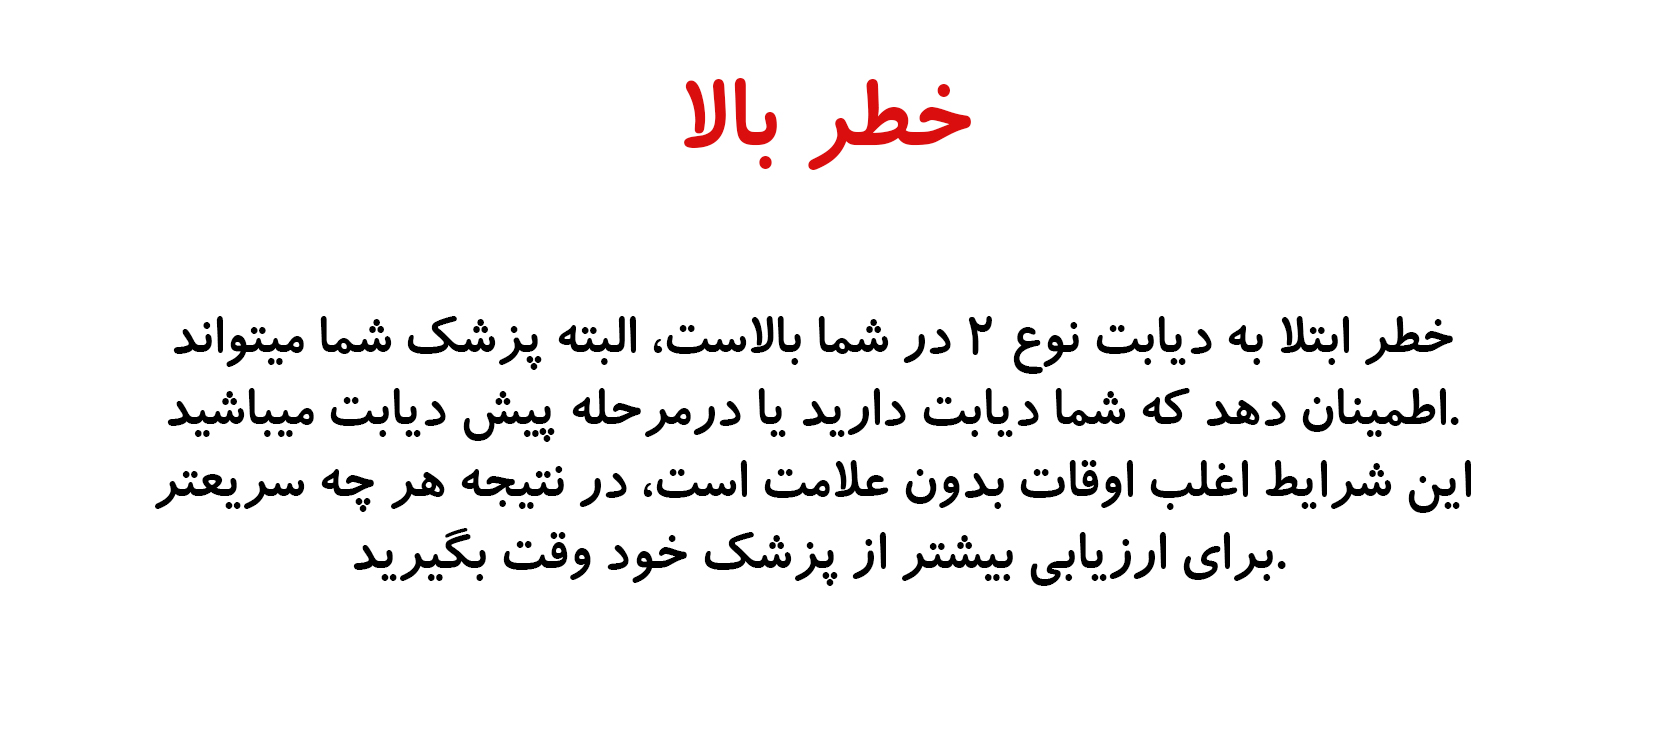 خطر بالا
خطر ابتلا به دیابت نوع ۲ در شما بالاست، البته پزشک شما میتواند
اطمینان دهد که شما دیابت دارید یا درمرحله پیش دیابت میباشید.
این شرایط اغلب اوقات بدون علامت است، در نتیجه هر چه سریعتر
برای ارزیابی بیشتر از پزشک خود وقت بگیرید.